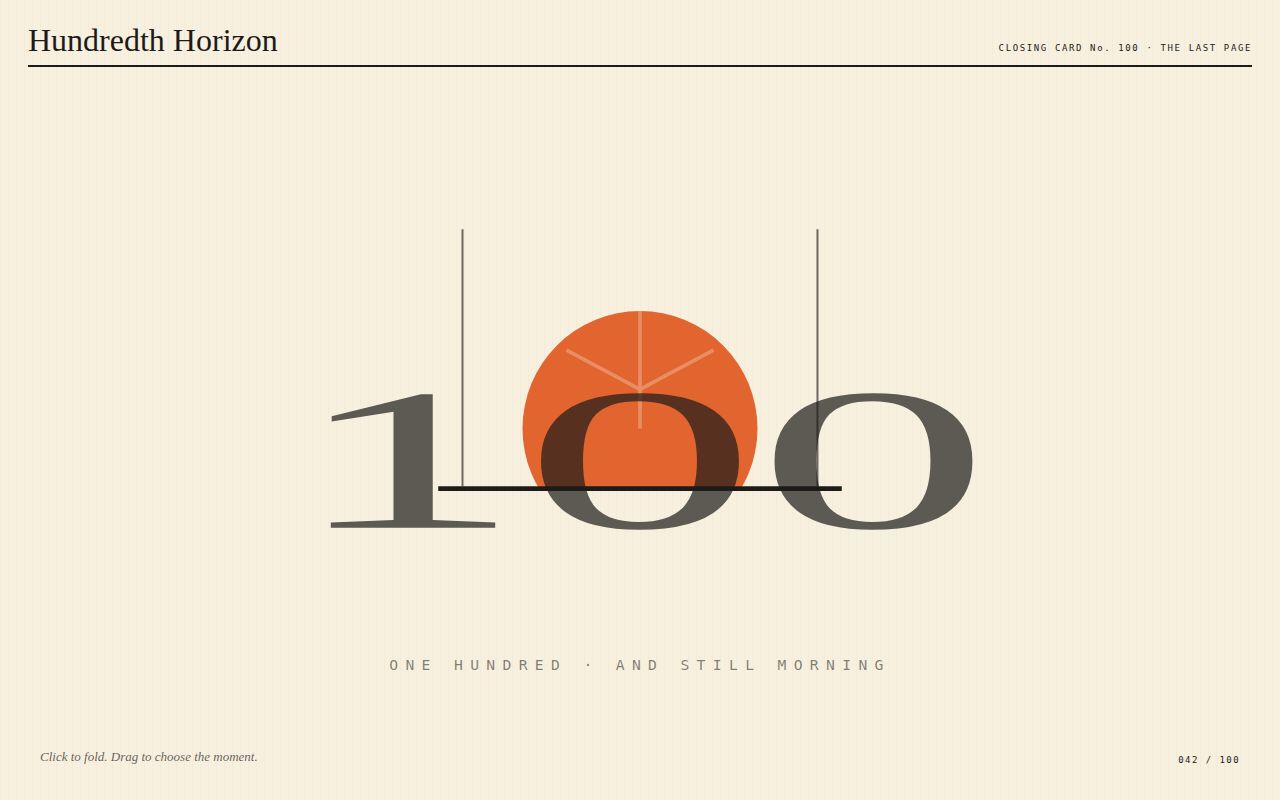 Hundredth Horizon
CLOSING CARD No. 100 · THE LAST PAGE
100
ONE HUNDRED · AND STILL MORNING
Click to fold. Drag to choose the moment.
042 / 100